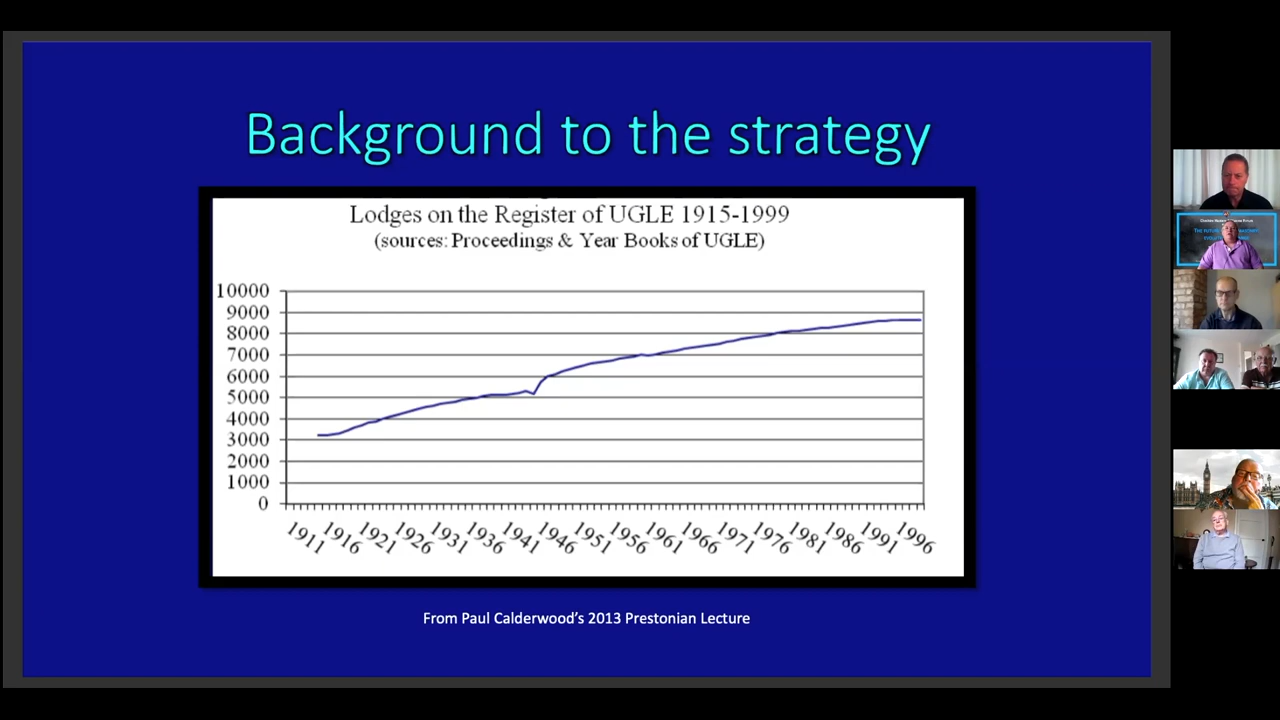 Background to the strategy
Lodges on the Register of UGLE 1915-1999
(sources: Proceedings & Year Books of UGLE)
10000
9000
8000
7000
6000
5000
4000
3000
2000
1000
0
1911 1916 1921 1926 1931 1936 1941 1946 1951 1956 1961 1966 1971 1976 1981 1986 1991 1996
From Paul Calderwood’s 2013 Prestonian Lecture
THE FUTURE